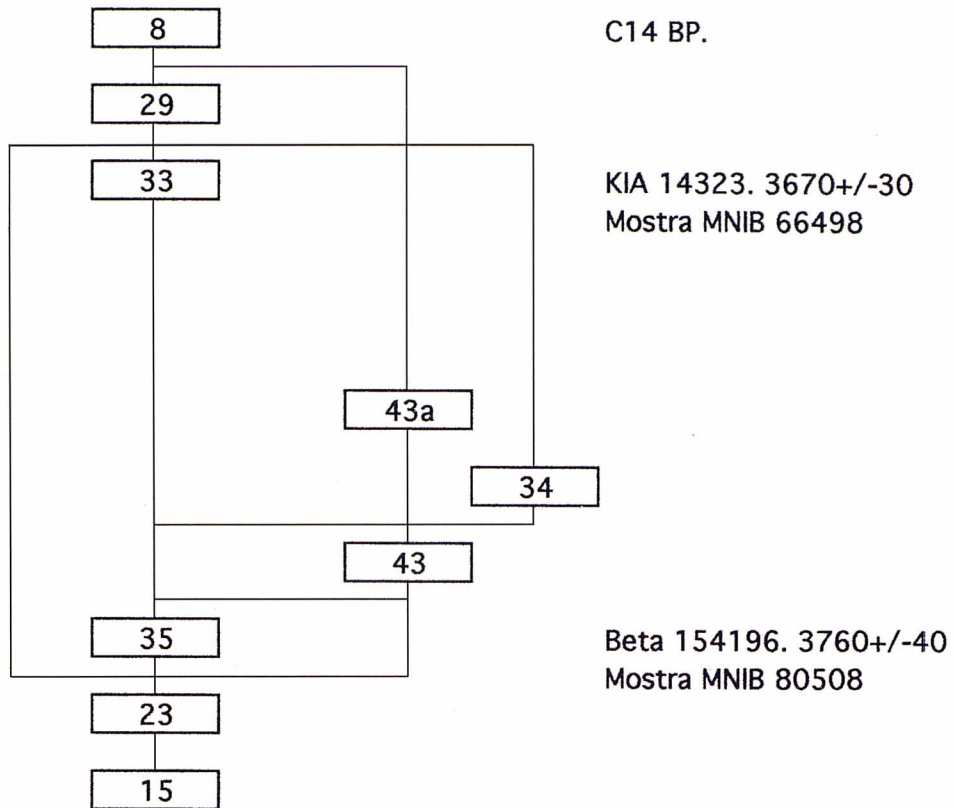 8
C14 BP.
29
33
KIA 14323. 3670+/-30
Mostra MNIB 66498
43a
34
43
35
Beta 154196. 3760+/-40
Mostra MNIB 80508
23
15